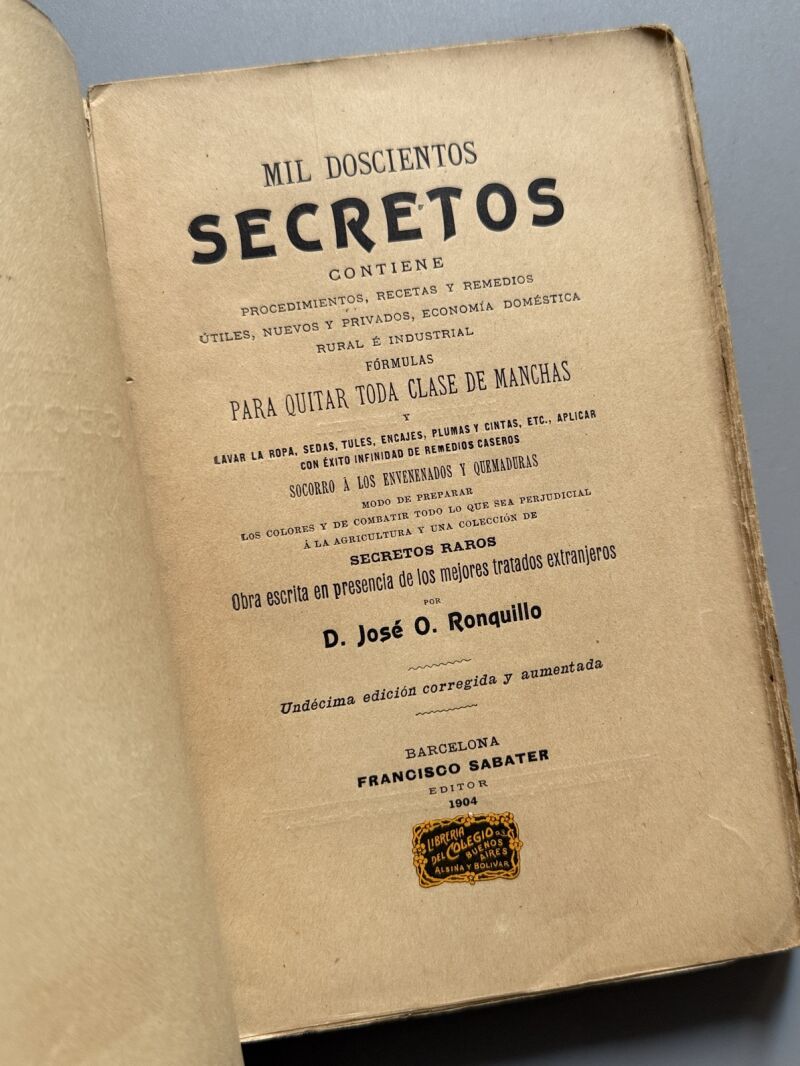 MIL DOSCIENTOS
SECRETOS
CONTIENE
PROCEDIMIENTOS, RECETAS Y REMEDIOS
ÚTILES, NUEVOS Y PRIVADOS, ECONOMÍA DOMÉSTICA
RURAL É INDUSTRIAL
FÓRMULAS
PARA QUITAR TODA CLASE DE MANCHAS
Y
LAVAR LA ROPA, SEDAS, TULES, ENCAJES, PLUMAS Y CINTAS, ETC., APLICAR
CON ÉXITO INFINIDAD DE REMEDIOS CASEROS
SOCORRO Á LOS ENVENENADOS Y QUEMADURAS
MODO DE PREPARAR
LOS COLORES Y DE COMBATIR TODO LO QUE SEA PERJUDICIAL
Á LA AGRICULTURA Y UNA COLECCIÓN DE
SECRETOS RAROS
Obra escrita en presencia de los mejores tratados extranjeros
POR
D. José O. Ronquillo
Undécima edición corregida y aumentada
BARCELONA
FRANCISCO SABATER
EDITOR
1904
LIBRERIA
DEL COLEGIO
BUENOS
AIRES
ALSINA Y BOLIVAR